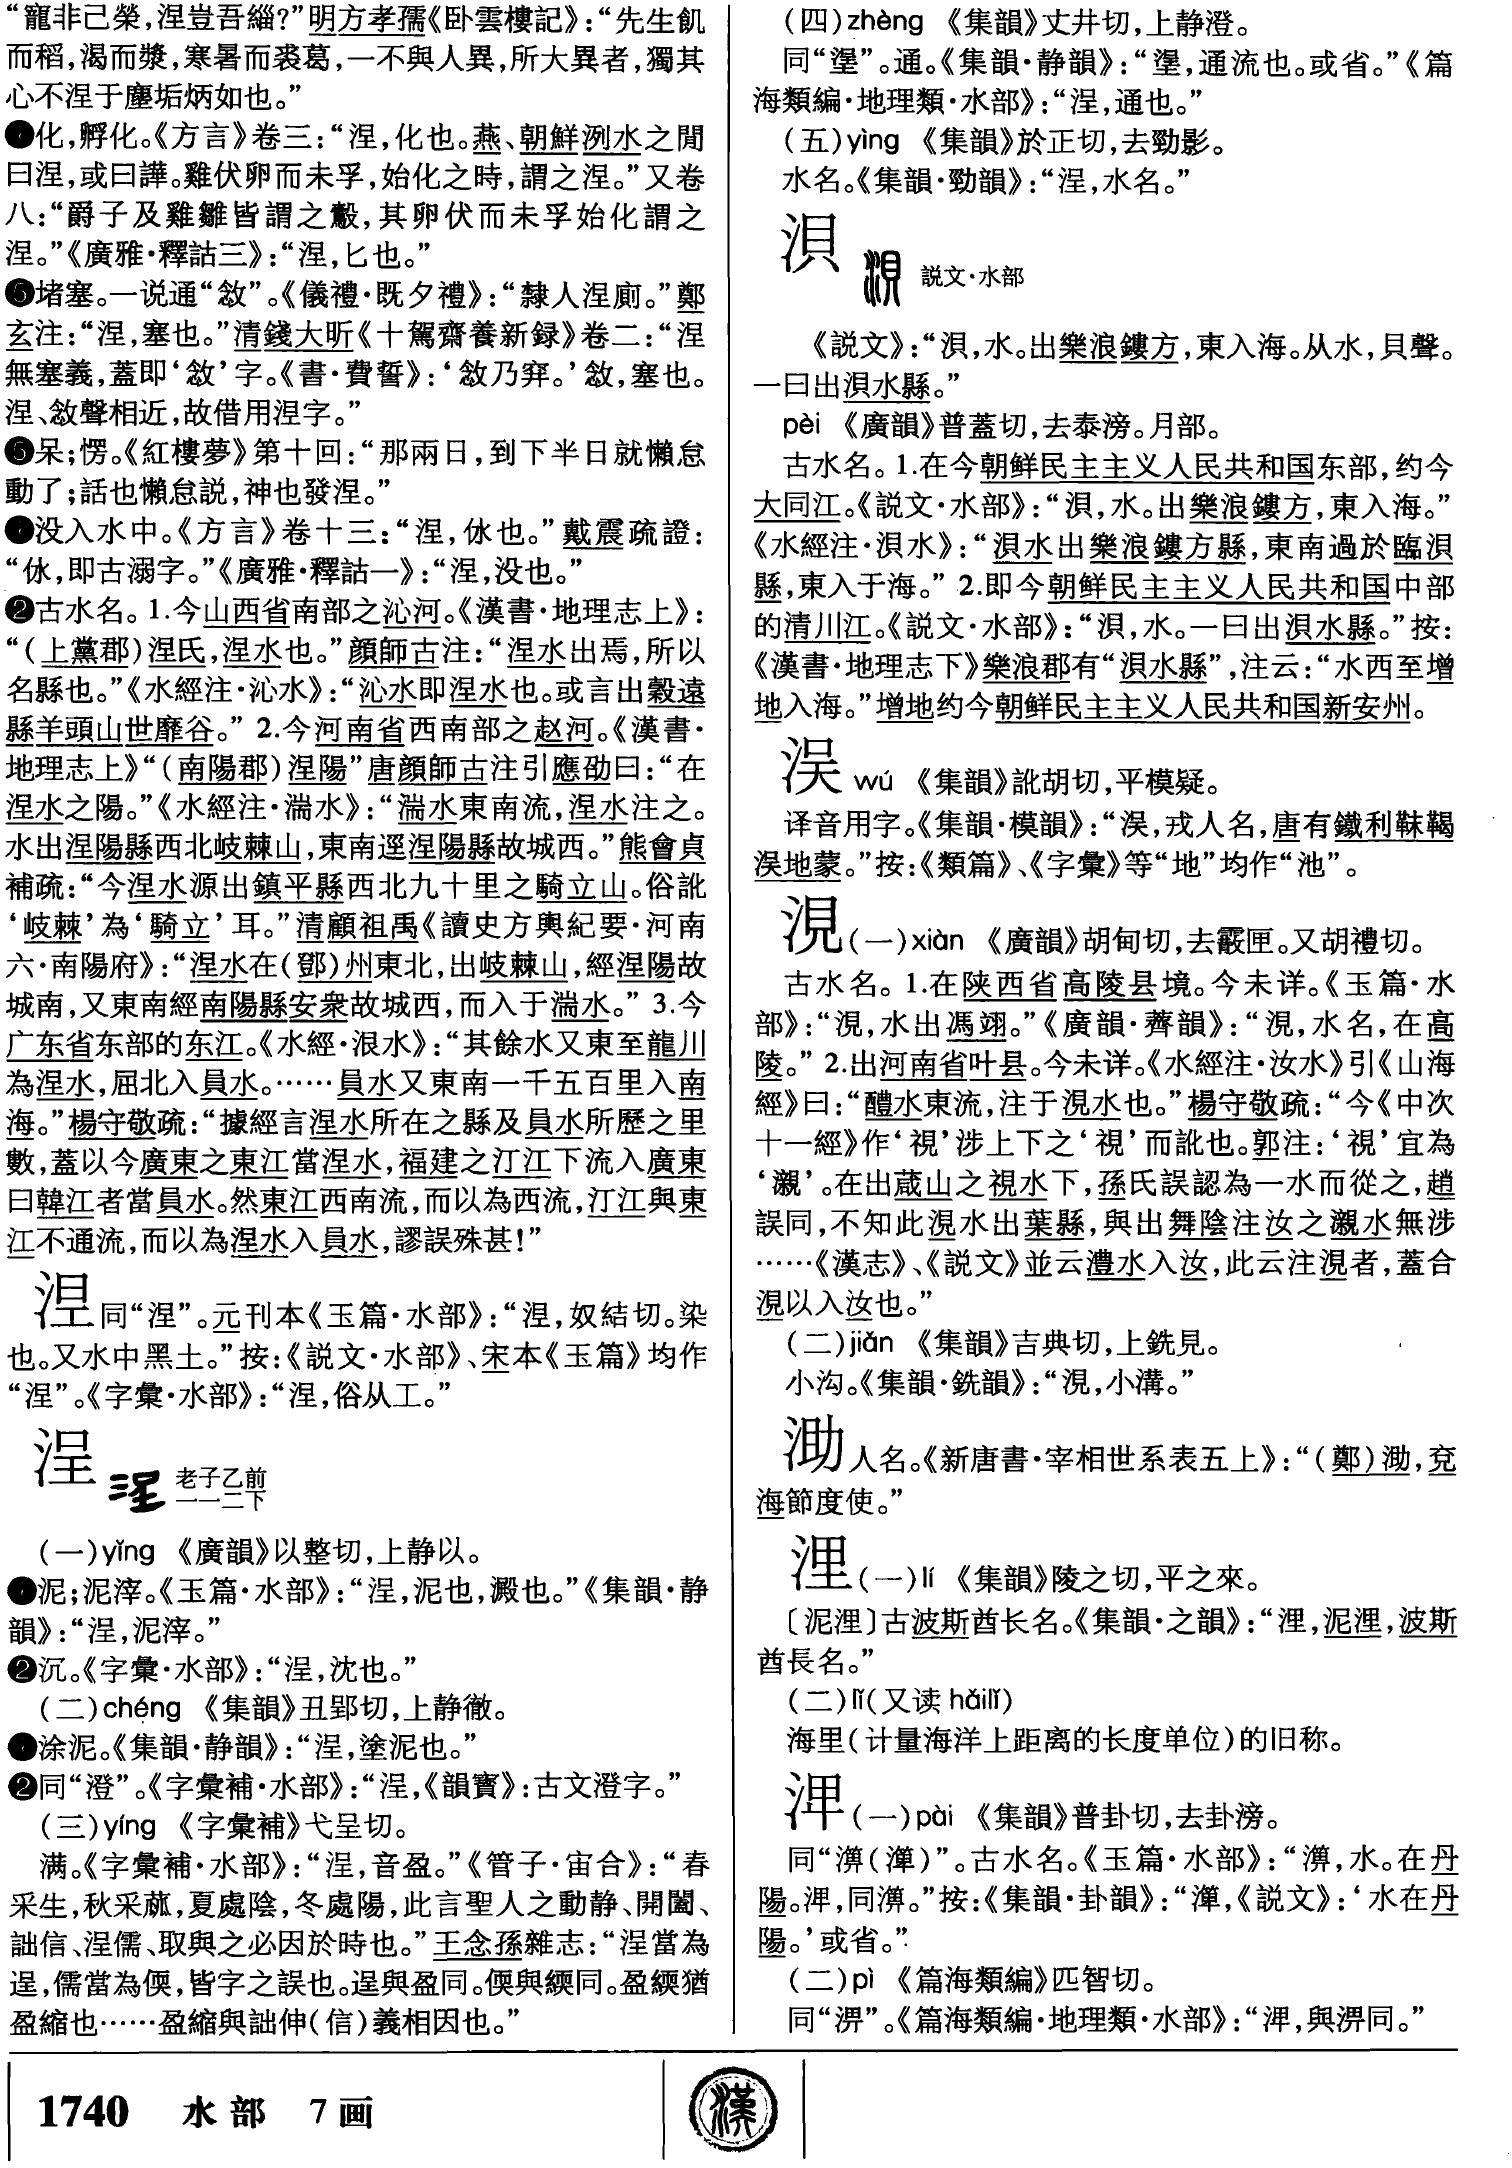 “寵非己榮，涅豈吾緇？”明方孝孺《卧雲樓記》：“先生飢
而稻，渴而漿，寒暑而裘葛，一不與人異，所大異者，獨其
心不涅于塵垢炳如也。”
化，孵化。《方言》卷三：“涅，化也。燕、朝鮮洌水之閒
曰涅，或曰譁。雞伏卵而未孚，始化之時，謂之涅。”又卷
八：“爵子及雞雛皆謂之鷇，其卵伏而未孚始化謂之
涅。”《廣雅·釋詁三》：“涅，匕也。”
❺堵塞。一说通“敜”。《儀禮·既夕禮》：“隸人涅廁。”鄭
玄注：“涅，塞也。”清錢大昕《十駕齋養新録》卷二：“涅
無塞義，蓋即‘敜’字。《書·費誓》：‘敜乃穽。’敜，塞也。
涅、敜聲相近，故借用涅字。”
❺呆；愣。《紅樓夢》第十回：“那兩日，到下半日就懶怠
動了；話也懶怠説，神也發涅。”
没入水中。《方言》卷十三：“涅，㲻也。”戴震疏證：
“㲻，即古溺字。”《廣雅·釋詁一》：“涅，没也。”
❷古水名。1.今山西省南部之沁河。《漢書·地理志上》：
“（上黨郡）涅氏，涅水也。”顔師古注：“涅水出焉，所以
名縣也。”《水經注·沁水》：“沁水即涅水也。或言出穀遠
縣羊頭山世靡谷。” 2.今河南省西南部之赵河。《漢書·
地理志上》“（南陽郡）涅陽”唐顔師古注引應劭曰：“在
涅水之陽。”《水經注·湍水》：“湍水東南流，涅水注之。
水出涅陽縣西北岐棘山，東南逕涅陽縣故城西。”熊會貞
補疏：“今涅水源出鎮平縣西北九十里之騎立山。俗訛
‘岐棘’為‘騎立’耳。”清顧祖禹《讀史方輿紀要·河南
六·南陽府》：“涅水在（鄧）州東北，出岐棘山，經涅陽故
城南，又東南經南陽縣安衆故城西，而入于湍水。” 3.今
广东省东部的东江。《水經·泿水》：“其餘水又東至龍川
為涅水，屈北入員水。……員水又東南一千五百里入南
海。”楊守敬疏：“據經言涅水所在之縣及員水所歷之里
數，蓋以今廣東之東江當涅水，福建之汀江下流入廣東
曰韓江者當員水。然東江西南流，而以為西流，汀江與東
江不通流，而以為涅水入員水，謬誤殊甚！”
𣵀同“涅”。元刊本《玉篇·水部》：“𣵀，奴結切。染
也。又水中黑土。”按：《説文·水部》、宋本《玉篇》均作
“涅”。《字彙·水部》：“涅，俗从工。”
浧 老子乙前
一一二下
（一）yǐng 《廣韻》以整切，上静以。
泥；泥滓。《玉篇·水部》：“浧，泥也，澱也。”《集韻·静
韻》：“浧，泥滓。”
❷沉。《字彙·水部》：“浧，沈也。”
（二）chéng 《集韻》丑郢切，上静徹。
涂泥。《集韻·静韻》：“浧，塗泥也。”
❷同“澄”。《字彙補·水部》：“浧，《韻寶》：古文澄字。”
（三）yíng 《字彙補》弋呈切。
满。《字彙補·水部》：“浧，音盈。”《管子·宙合》：“春
采生，秋采蓏，夏處陰，冬處陽，此言聖人之動静、開闔、
詘信、浧儒、取與之必因於時也。”王念孫雜志：“浧當為
逞，儒當為偄，皆字之誤也。逞與盈同。偄與緛同。盈緛猶
盈縮也……盈縮與詘伸（信）義相因也。”
（四）zhèng 《集韻》丈井切，上静澄。
同“塣”。通。《集韻·静韻》：“塣，通流也。或省。”《篇
海類編·地理類·水部》：“浧，通也。”
（五）yìng 《集韻》於正切，去勁影。
水名。《集韻·勁韻》：“浧，水名。”
浿 説文·水部
《説文》：“浿，水。出樂浪鏤方，東入海。从水，貝聲。
一曰出浿水縣。”
pèi 《廣韻》普蓋切，去泰滂。月部。
古水名。1.在今朝鲜民主主义人民共和国东部，约今
大同江。《説文·水部》：“浿，水。出樂浪鏤方，東入海。”
《水經注·浿水》：“浿水出樂浪鏤方縣，東南過於臨浿
縣，東入于海。” 2.即今朝鲜民主主义人民共和国中部
的清川江。《説文·水部》：“浿，水。一曰出浿水縣。”按：
《漢書·地理志下》樂浪郡有“浿水縣”，注云：“水西至增
地入海。”增地约今朝鲜民主主义人民共和国新安州。
洖 wú 《集韻》訛胡切，平模疑。
译音用字。《集韻·模韻》：“洖，戎人名，唐有鐵利靺鞨
洖地蒙。”按：《類篇》、《字彙》等“地”均作“池”。
涀（一）xiàn 《廣韻》胡甸切，去霰匣。又胡禮切。
古水名。1.在陕西省高陵县境。今未详。《玉篇·水
部》：“涀，水出馮翊。”《廣韻·薺韻》：“涀，水名，在高
陵。” 2.出河南省叶县。今未详。《水經注·汝水》引《山海
經》曰：“醴水東流，注于涀水也。”楊守敬疏：“今《中次
十一經》作‘視’涉上下之‘視’而訛也。郭注：‘視’宜為
‘瀙’。在出葴山之視水下，孫氏誤認為一水而從之，趙
誤同，不知此涀水出葉縣，與出舞陰注汝之瀙水無涉
……《漢志》、《説文》並云澧水入汝，此云注涀者，蓋合
涀以入汝也。”
（二）jiǎn 《集韻》吉典切，上銑見。
小沟。《集韻·銑韻》：“涀，小溝。”
泑人名。《新唐書·宰相世系表五上》：“（鄭）泑，兗
海節度使。”
浬（一）lí 《集韻》陵之切，平之來。
〔泥浬〕古波斯酋长名。《集韻·之韻》：“浬，泥浬，波斯
酋長名。”
（二）lǐ（又读hǎilǐ）
海里（计量海洋上距离的长度单位）的旧称。
浿（一）pài 《集韻》普卦切，去卦滂。
同“渒（𤁣）”。古水名。《玉篇·水部》：“渒，水。在丹
陽。㳪，同渒。”按：《集韻·卦韻》：“𤁣，《説文》：‘水在丹
陽。’或省。”
（二）pì 《篇海類編》匹智切。
同“淠”。《篇海類編·地理類·水部》：“㳪，與淠同。”
1740 水部 7画
漢